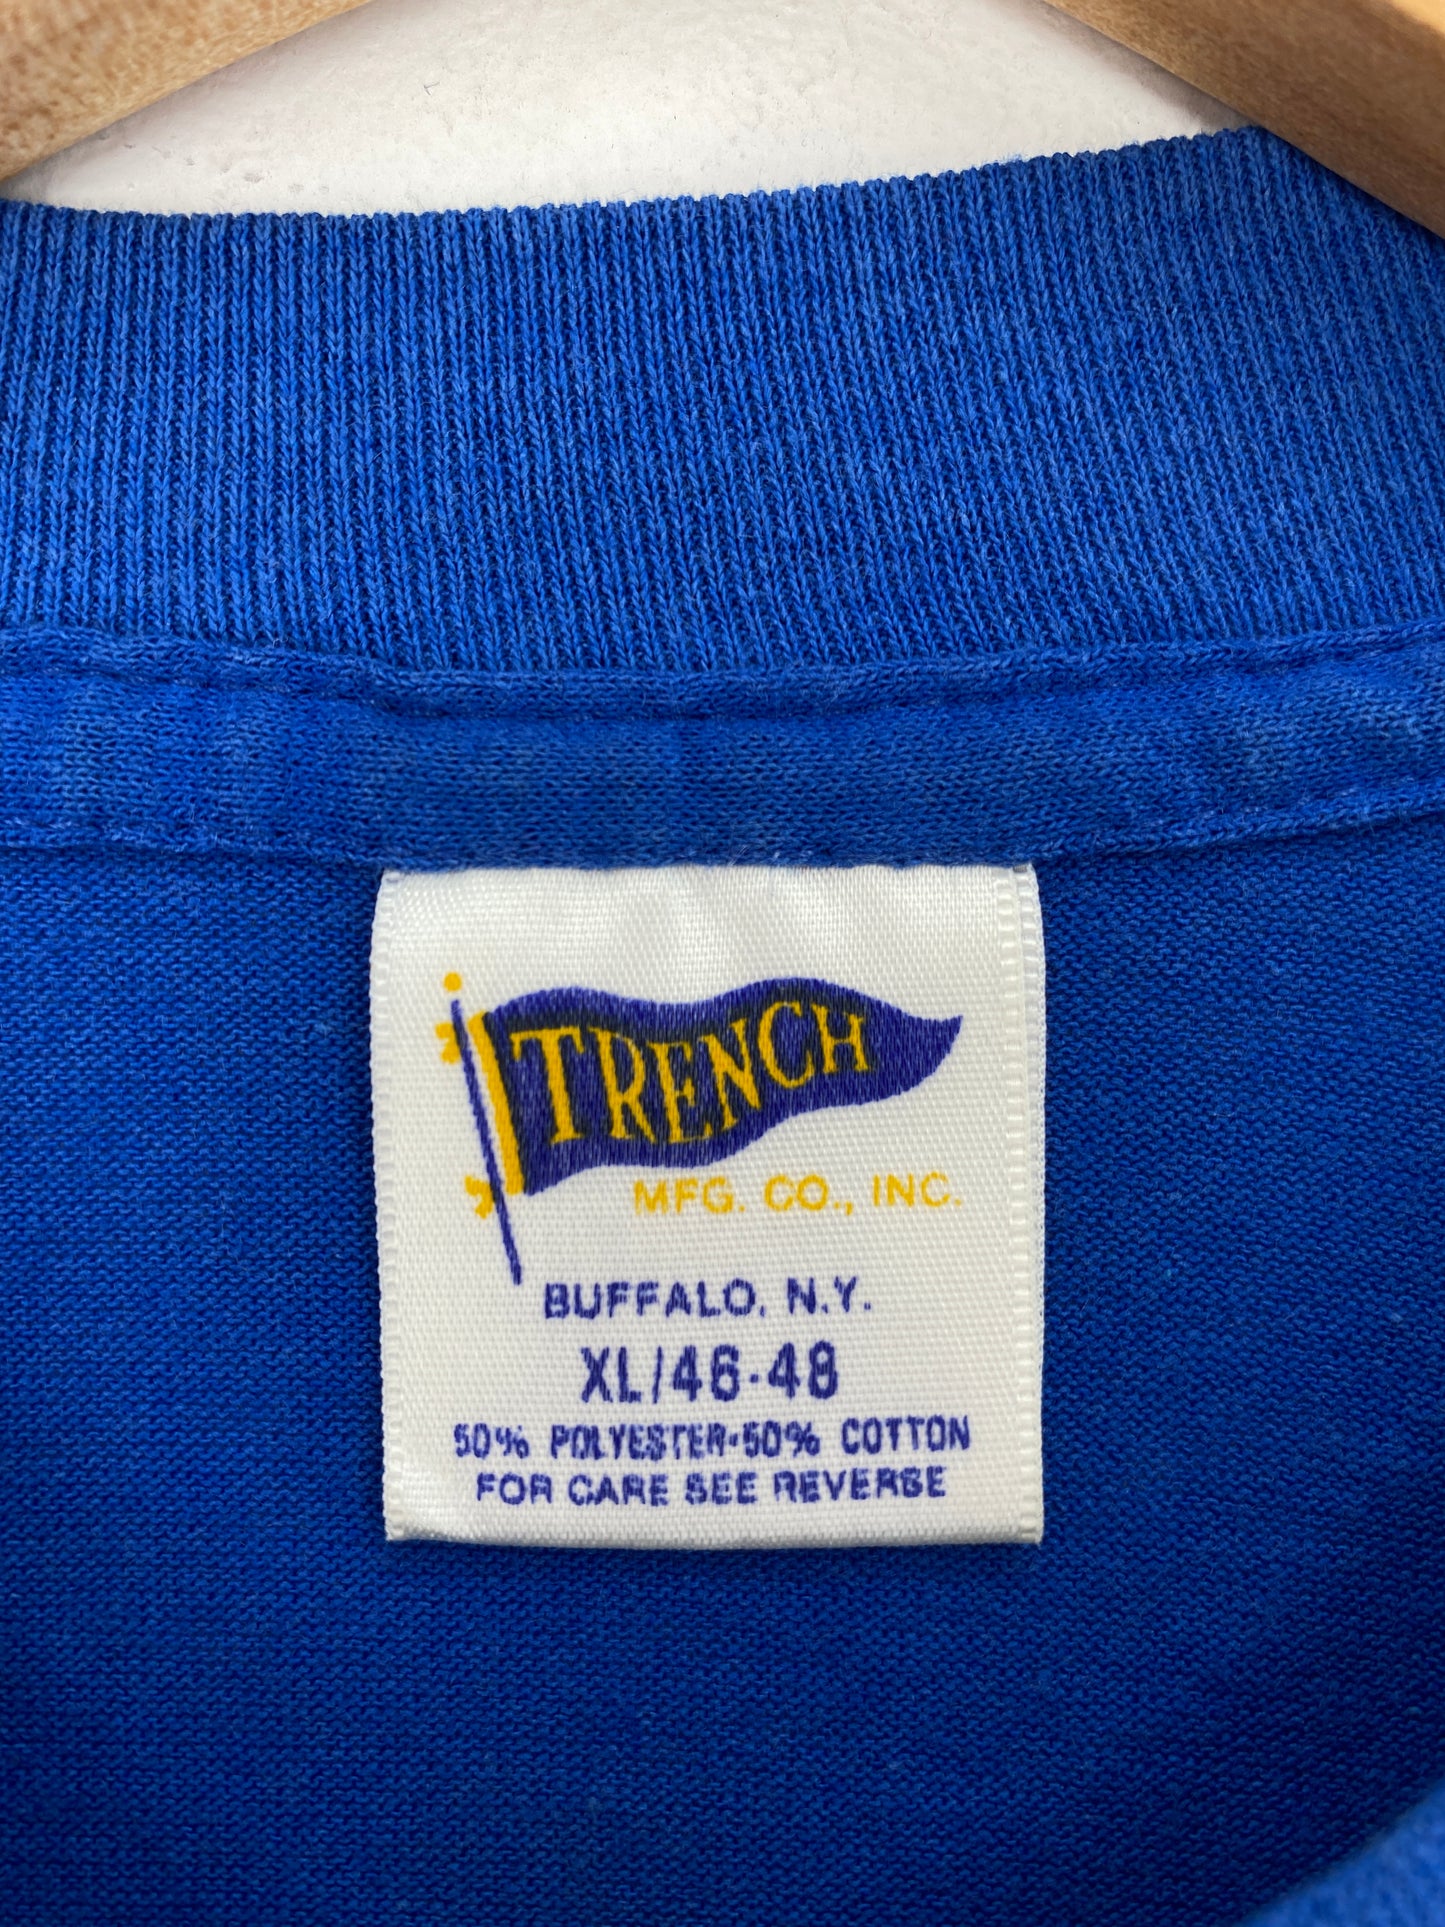 TRENCH
MFG. CO., INC.
BUFFALO, N.Y.
XL/46-48
50% POLYESTER-50% COTTON
FOR CARE SEE REVERSE